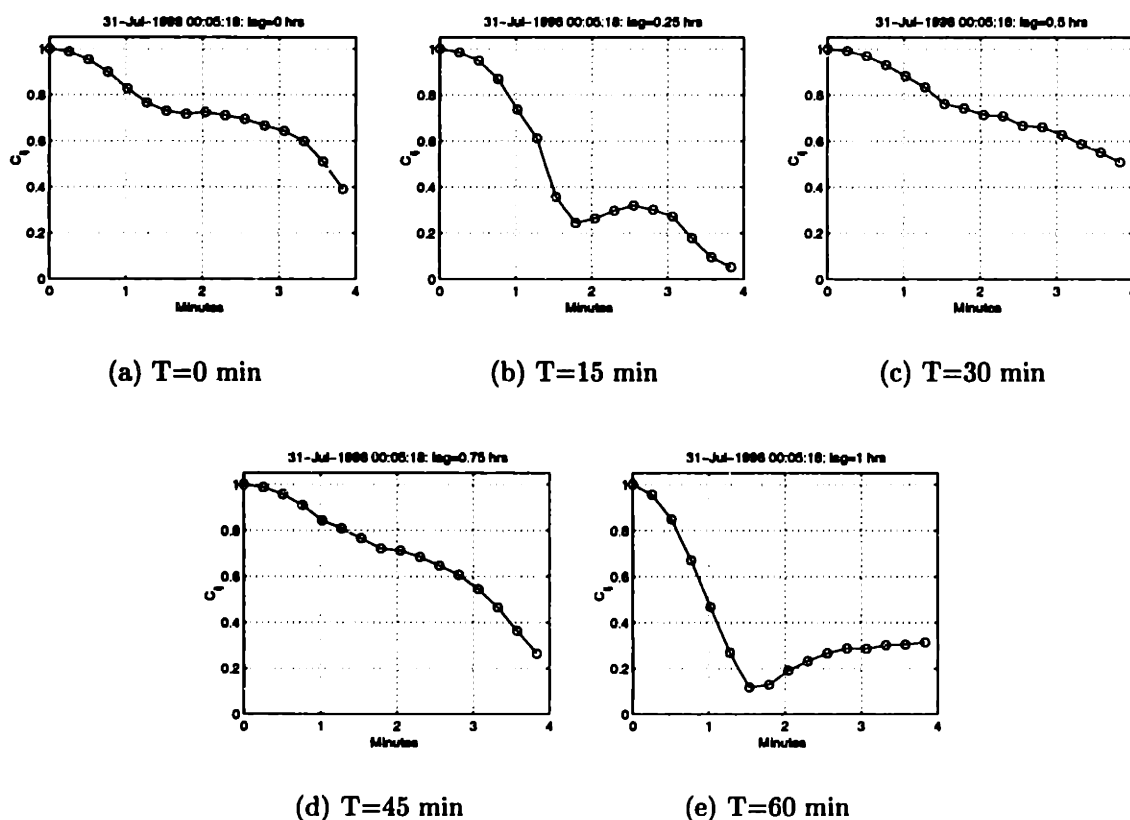 31-Jul-1998 00:05:18: lag=0 hrs
1
0.8
0.6
0.4
0.2
0
C_ij
0 1 2 3 4
Minutes
(a) T=0 min
31-Jul-1996 00:05:18: lag=0.25 hrs
1
0.8
0.6
0.4
0.2
0
C_ij
0 1 2 3 4
Minutes
(b) T=15 min
31-Jul-1996 00:05:18: lag=0.5 hrs
1
0.8
0.6
0.4
0.2
0
C_ij
0 1 2 3 4
Minutes
(c) T=30 min
31-Jul-1996 00:05:18: lag=0.75 hrs
1
0.8
0.6
0.4
0.2
0
C_ij
0 1 2 3 4
Minutes
(d) T=45 min
31-Jul-1996 00:05:18: lag=1 hrs
1
0.8
0.6
0.4
0.2
0
C_ij
0 1 2 3 4
Minutes
(e) T=60 min